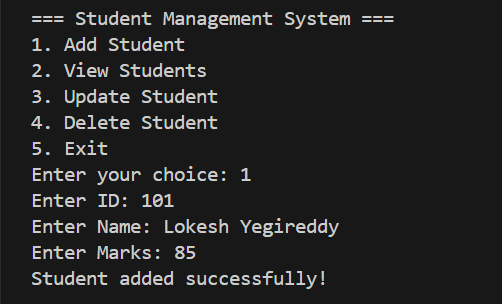 === Student Management System ===
1. Add Student
2. View Students
3. Update Student
4. Delete Student
5. Exit
Enter your choice: 1
Enter ID: 101
Enter Name: Lokesh Yegireddy
Enter Marks: 85
Student added successfully!